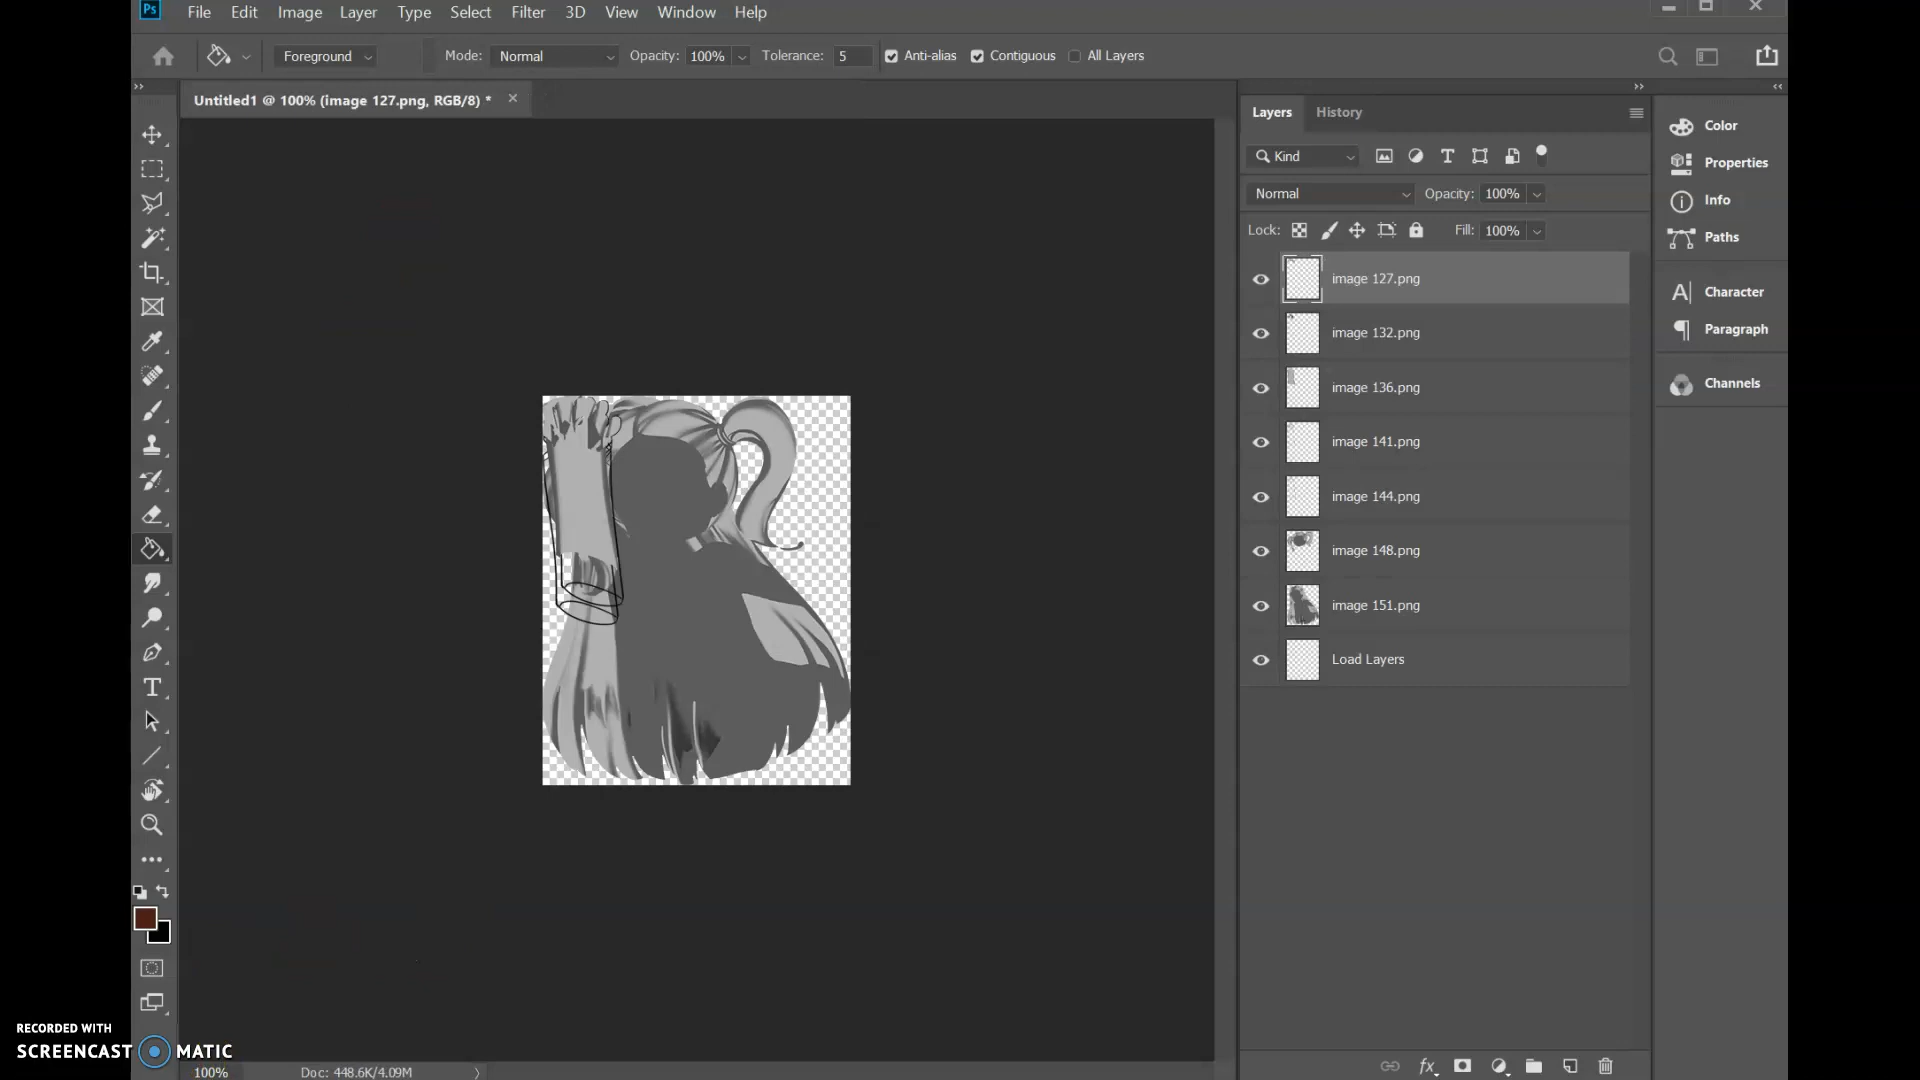 Ps File Edit Image Layer Type Select Filter 3D View Window Help
Foreground Mode: Normal Opacity: 100% Tolerance: 5 Anti-alias Contiguous All Layers
Untitled1 @ 100% (image 127.png, RGB/8) *
Layers History
Kind
Normal Opacity: 100%
Lock: Fill: 100%
image 127.png
image 132.png
image 136.png
image 141.png
image 144.png
image 148.png
image 151.png
Load Layers
Color
Properties
Info
Paths
Character
Paragraph
Channels
100% Doc: 448.6K/4.09M
RECORDED WITH
SCREENCAST MATIC